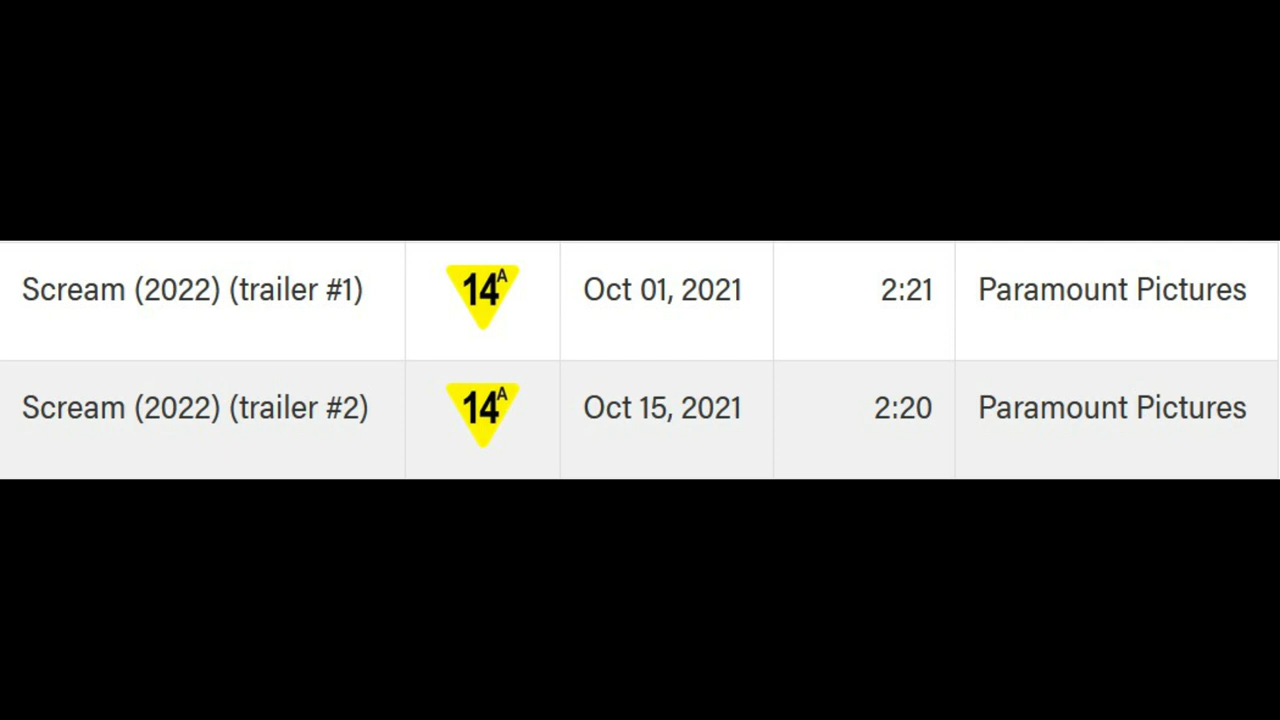 Scream (2022) (trailer #1) 14A Oct 01, 2021 2:21 Paramount Pictures
Scream (2022) (trailer #2) 14A Oct 15, 2021 2:20 Paramount Pictures